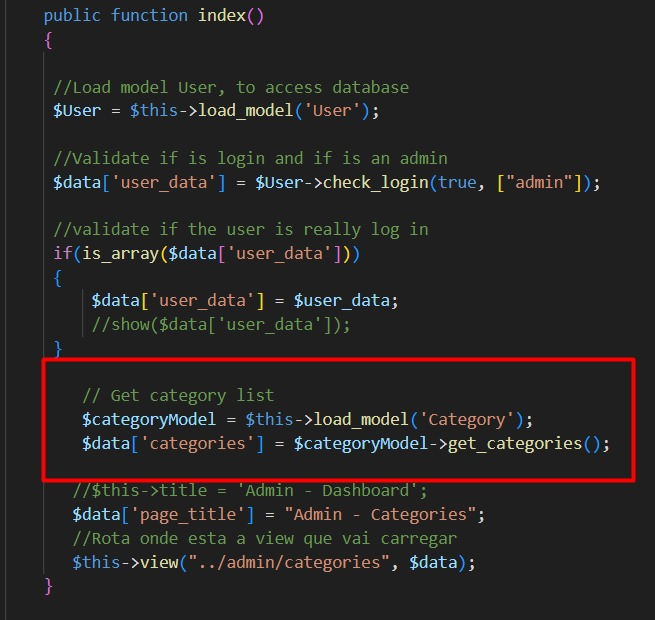 public function index()
{
//Load model User, to access database
$User = $this->load_model('User');
//Validate if is login and if is an admin
$data['user_data'] = $User->check_login(true, ["admin"]);
//validate if the user is really log in
if(is_array($data['user_data']))
{
$data['user_data'] = $user_data;
//show($data['user_data']);
}
// Get category list
$categoryModel = $this->load_model('Category');
$data['categories'] = $categoryModel->get_categories();
//$this->title = 'Admin - Dashboard';
$data['page_title'] = "Admin - Categories";
//Rota onde esta a view que vai carregar
$this->view("../admin/categories", $data);
}